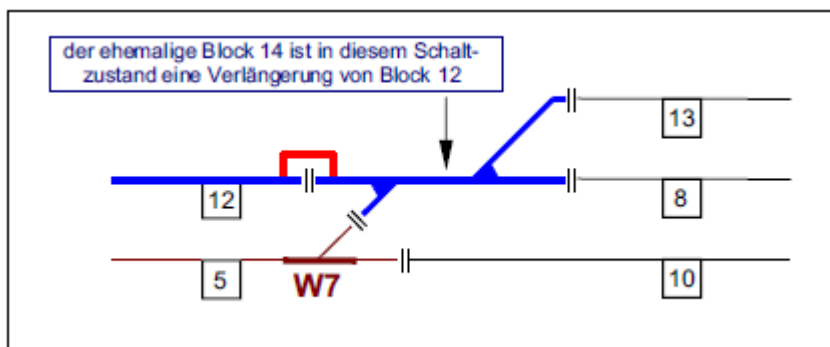 der ehemalige Block 14 ist in diesem Schalt-
zustand eine Verlängerung von Block 12
13
12
8
5
W7
10